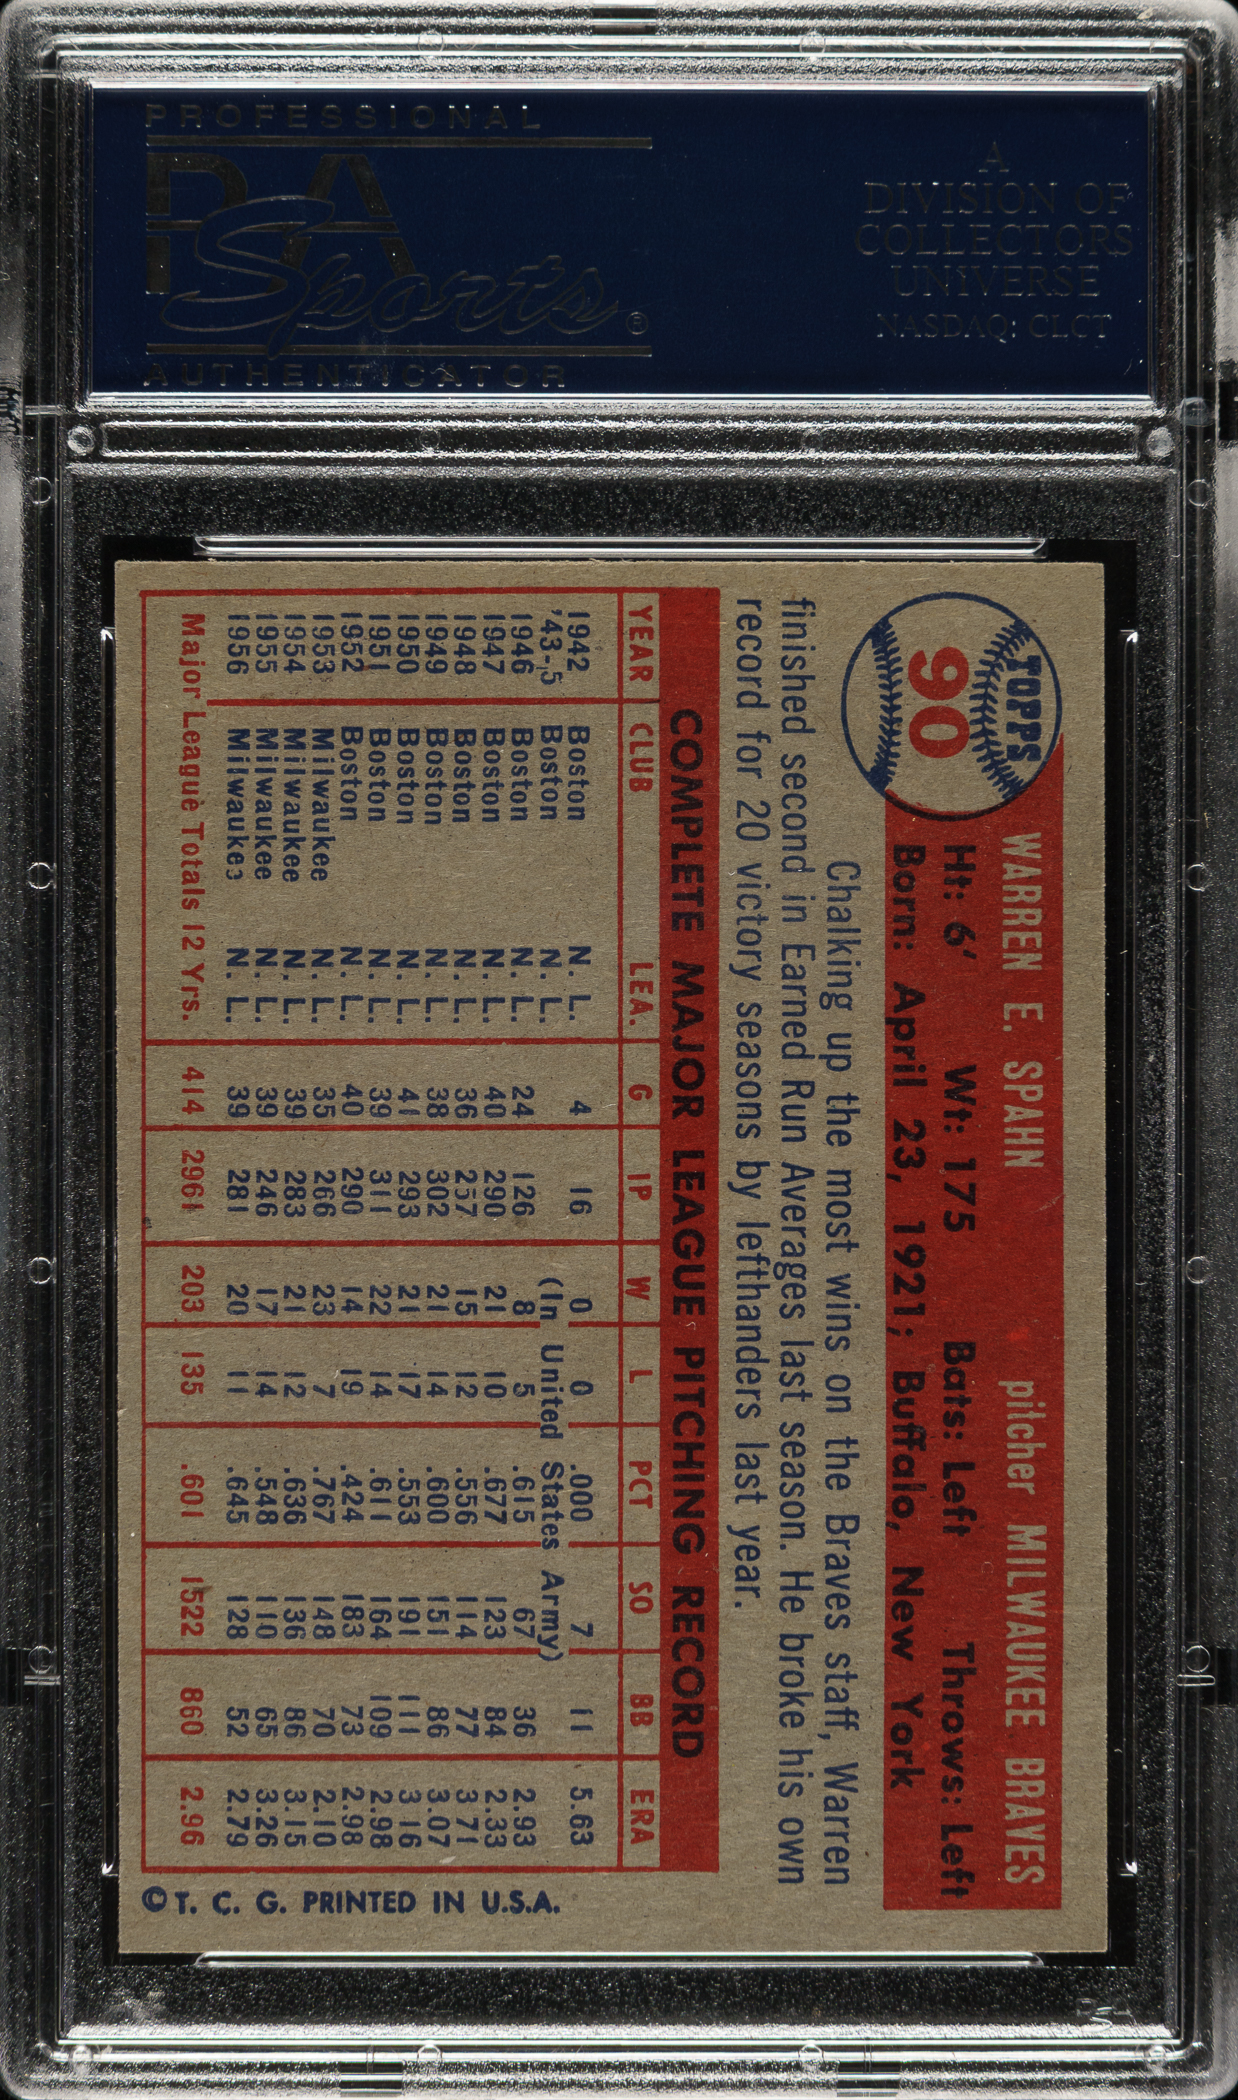 PROFESSIONAL
PSA
Sports®
AUTHENTICATOR
A
DIVISION OF
COLLECTORS
UNIVERSE
NASDAQ: CLCT
TOPPS
90
WARREN E. SPAHN pitcher MILWAUKEE BRAVES
Ht: 6' Wt: 175 Bats: Left Throws: Left
Born: April 23, 1921; Buffalo, New York
Chalking up the most wins on the Braves staff, Warren
finished second in Earned Run Averages last season. He broke his own
record for 20 victory seasons by lefthanders last year.
COMPLETE MAJOR LEAGUE PITCHING RECORD
YEAR CLUB LEA. G IP W L PCT SO BB ERA
1942 Boston N. L. 4 16 0 0 .000 7 11 5.63
'43-,5 Boston N. L. (In United States Army)
1946 Boston N. L. 24 126 8 5 .615 67 36 2.93
1947 Boston N. L. 40 290 21 10 .677 123 84 2.33
1948 Boston N. L. 36 257 15 12 .556 114 77 3.71
1949 Boston N. L. 38 302 21 14 .600 151 86 3.07
1950 Boston N. L. 41 293 21 17 .553 191 111 3.16
1951 Boston N. L. 39 311 22 14 .611 164 109 2.98
1952 Boston N. L. 40 290 14 19 .424 183 73 2.98
1953 Milwaukee N. L. 35 266 23 7 .767 148 70 2.10
1954 Milwaukee N. L. 39 283 21 12 .636 136 86 3.15
1955 Milwaukee N. L. 39 246 17 14 .548 110 65 3.26
1956 Milwaukee N. L. 39 281 20 11 .645 128 52 2.79
Major League Totals 12 Yrs. 414 2961 203 135 .601 1522 860 2.96
© T. C. G. PRINTED IN U.S.A.